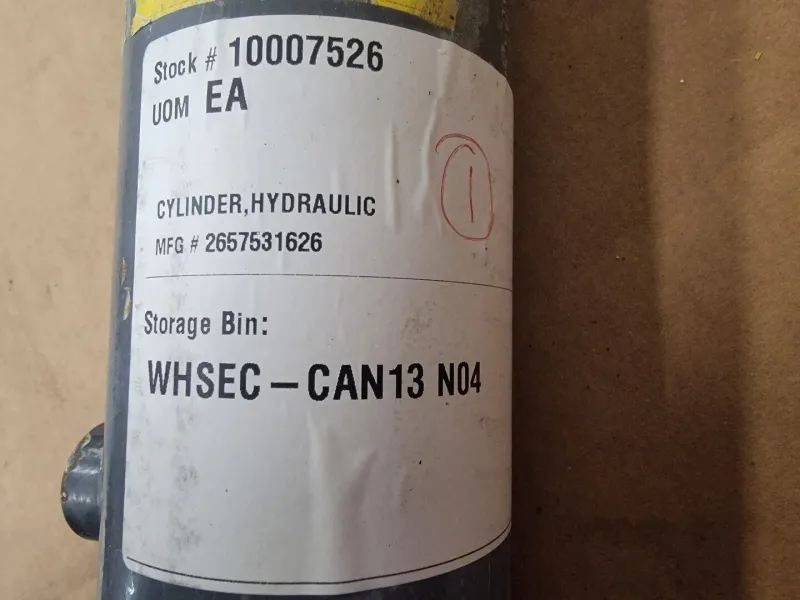 Stock # 10007526
UOM EA
1
CYLINDER,HYDRAULIC
MFG # 2657531626
Storage Bin:
WHSEC-CAN13 N04